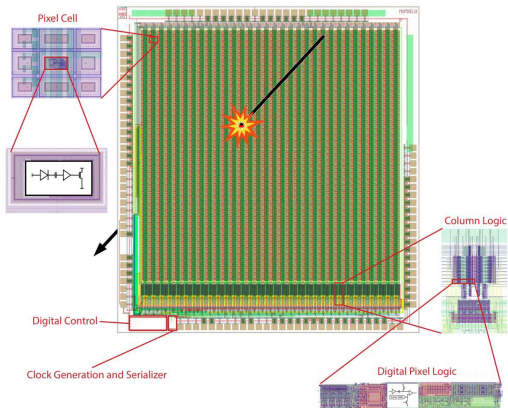 Pixel Cell
Column Logic
Digital Control
Clock Generation and Serializer
Digital Pixel Logic